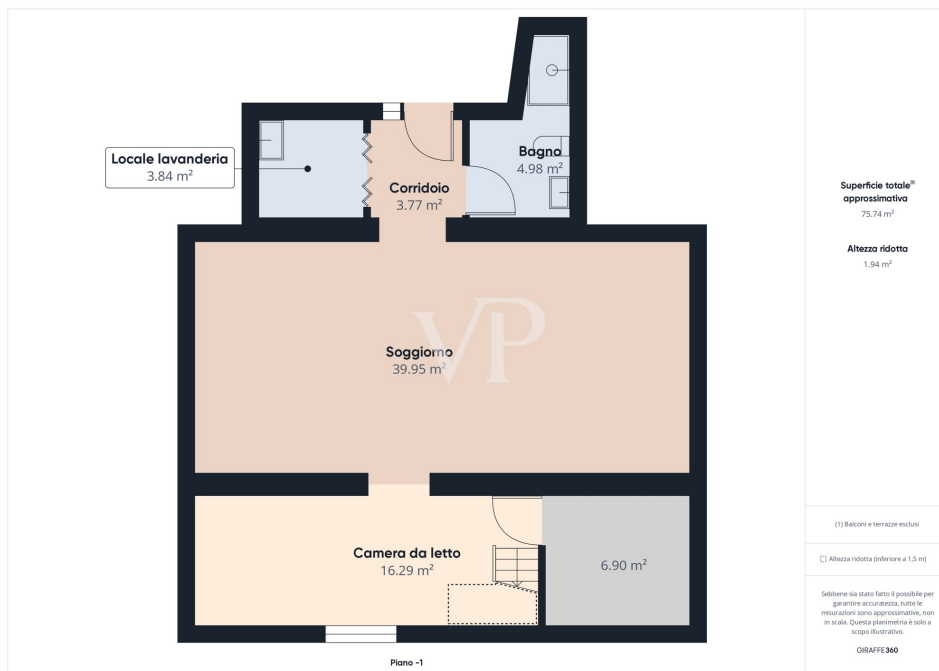 Locale lavanderia
3.84 m²
Corridoio
3.77 m²
Bagno
4.98 m²
Soggiorno
39.95 m²
VP
Camera da letto
16.29 m²
6.90 m²
Piano -1
Superficie totale⁽¹⁾
approssimativa
75.74 m²
Altezza ridotta
1.94 m²
(1) Balconi e terrazze esclusi
Altezza ridotta (inferiore a 1,5 m)
Sebbene sia stato fatto il possibile per
garantire accuratezza, tutte le
misurazioni sono approssimative, non
in scala. Questa planimetria è solo a
scopo illustrativo.
GIRAFFE360